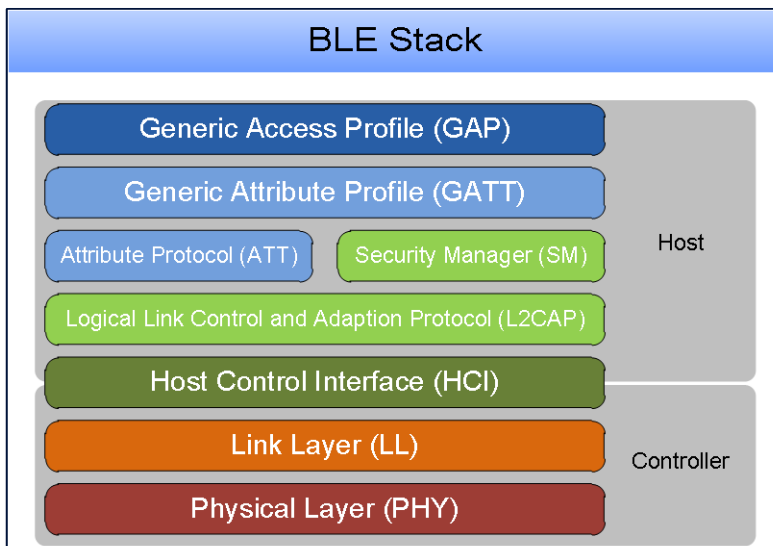 BLE Stack
Generic Access Profile (GAP)
Generic Attribute Profile (GATT)
Attribute Protocol (ATT)
Security Manager (SM)
Host
Logical Link Control and Adaption Protocol (L2CAP)
Host Control Interface (HCI)
Link Layer (LL)
Controller
Physical Layer (PHY)